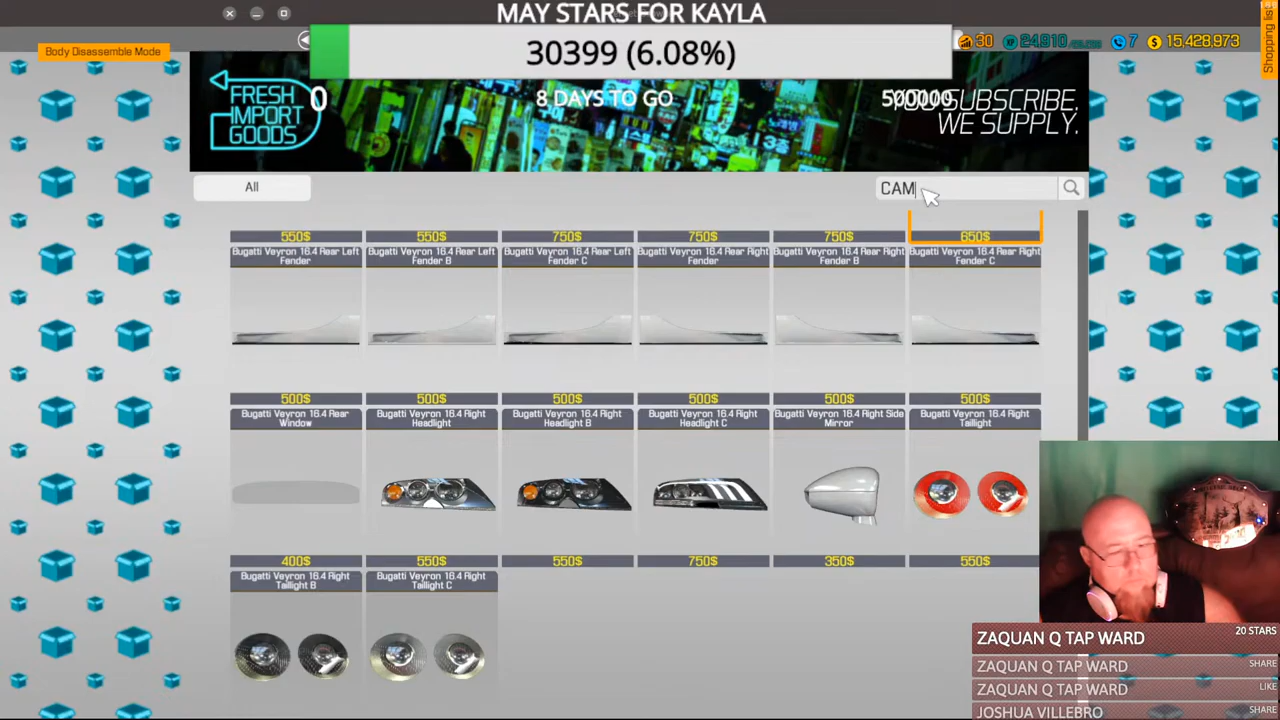 MAY STARS FOR KAYLA
30399 (6.08%)
0
8 DAYS TO GO
500000
Body Disassemble Mode
30
24,910
7
15,428,973
Shopping list
FRESH
IMPORT
GOODS
SUBSCRIBE.
WE SUPPLY.
All
CAM
550$ 550$ 750$ 750$ 750$ 650$
Bugatti Veyron 16.4 Rear Left Fender
Bugatti Veyron 16.4 Rear Left Fender B
Bugatti Veyron 16.4 Rear Left Fender C
Bugatti Veyron 16.4 Rear Right Fender
Bugatti Veyron 16.4 Rear Right Fender B
Bugatti Veyron 16.4 Rear Right Fender C
500$ 500$ 500$ 500$ 500$ 500$
Bugatti Veyron 16.4 Rear Window
Bugatti Veyron 16.4 Right Headlight
Bugatti Veyron 16.4 Right Headlight B
Bugatti Veyron 16.4 Right Headlight C
Bugatti Veyron 16.4 Right Side Mirror
Bugatti Veyron 16.4 Right Taillight
400$ 550$ 550$ 750$ 350$ 550$
Bugatti Veyron 16.4 Right Taillight B
Bugatti Veyron 16.4 Right Taillight C
ZAQUAN Q TAP WARD 20 STARS
ZAQUAN Q TAP WARD SHARE
ZAQUAN Q TAP WARD LIKE
JOSHUA VILLEBRO SHARE